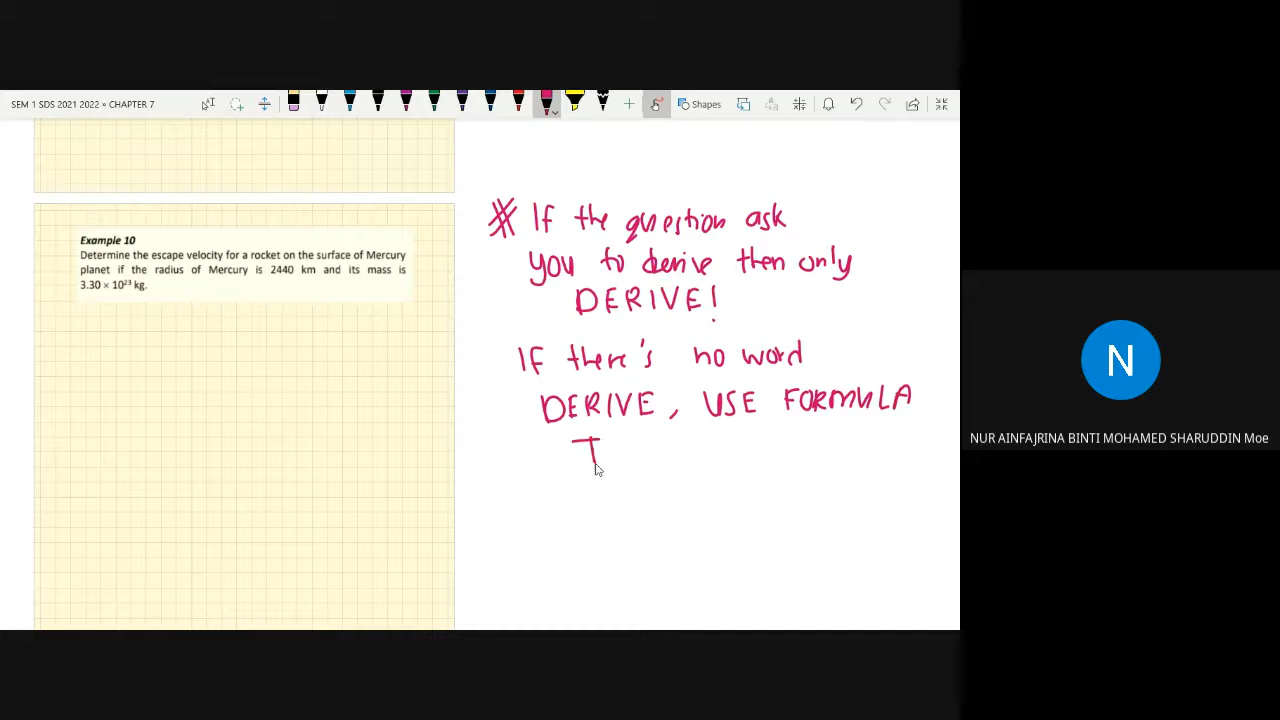 SEM 1 SDS 2021 2022 » CHAPTER 7
Shapes
Example 10
Determine the escape velocity for a rocket on the surface of Mercury
planet if the radius of Mercury is 2440 km and its mass is
3.30 × 10²³ kg.
* If the question ask
you to derive then only
DERIVE!
If there's no word
DERIVE, USE FORMULA
T
N
NUR AINFAJRINA BINTI MOHAMED SHARUDDIN Moe